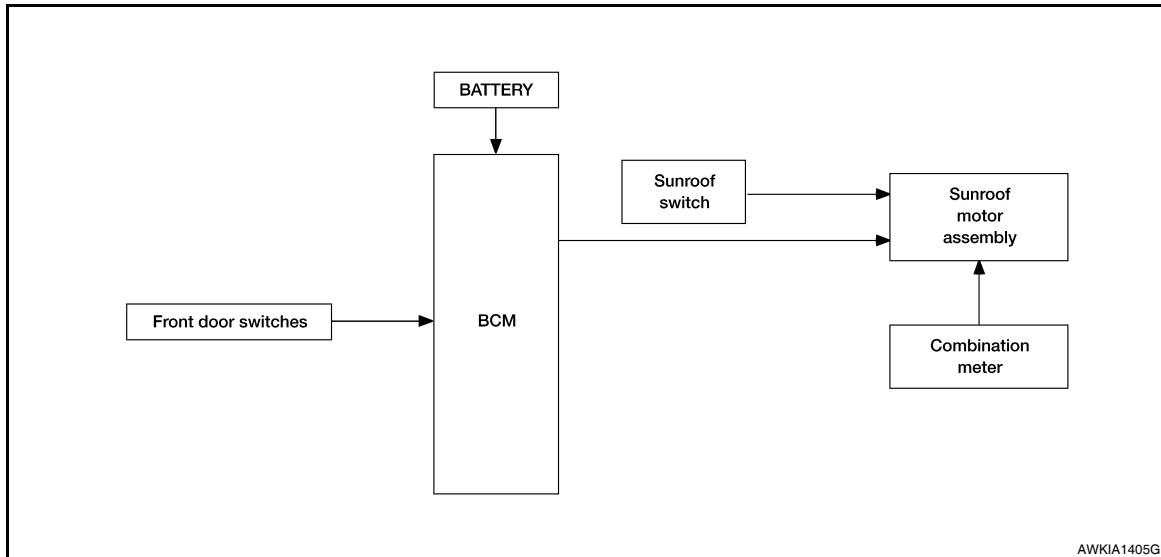 BATTERY
Sunroof
switch
Sunroof
motor
assembly
Front door switches
BCM
Combination
meter
AWKIA1405G